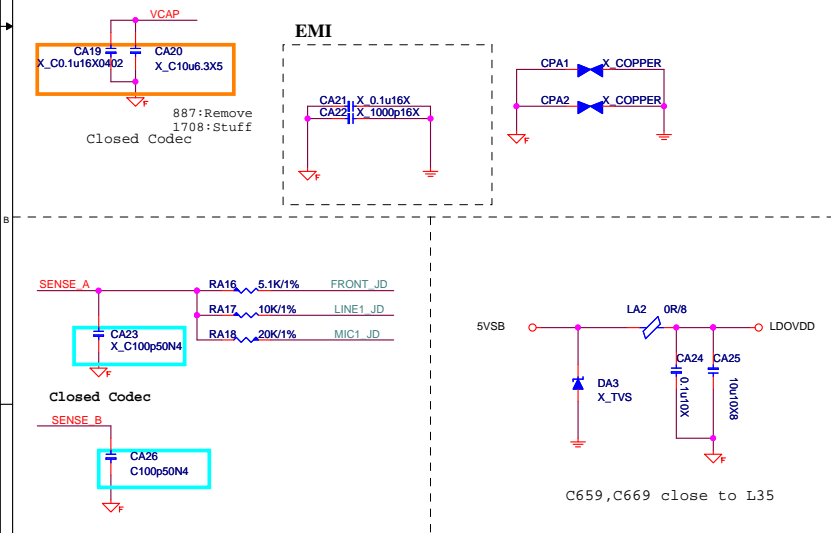 VCAP
CA19
X_C0.1u16X0402
CA20
X_C10u6.3X5
F
887:Remove
1708:Stuff
Closed Codec
EMI
CA21 X_0.1u16X
CA22 X_1000p16X
F
CPA1 X_COPPER
CPA2 X_COPPER
F
B
SENSE_A
RA16 5.1K/1% FRONT_JD
RA17 10K/1% LINE1_JD
RA18 20K/1% MIC1_JD
CA23
X_C100p50N4
F
Closed Codec
SENSE_B
CA26
C100p50N4
F
5VSB
LA2 0R/8
LDOVDD
DA3
X_TVS
CA24
0.1u10X
CA25
10u10X8
F
C659,C669 close to L35